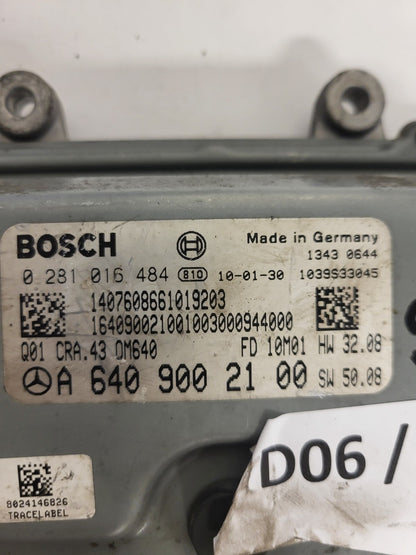 BOSCH
Made in Germany
1343 0644
0 281 016 484 810 10-01-30 1039S33045
1407608661019203
164090021001003000944000
Q01 CRA.43 OM640 FD 10M01 HW 32.08
A 640 900 21 00 SW 50.08
D06 /
8024146826
TRACELABEL